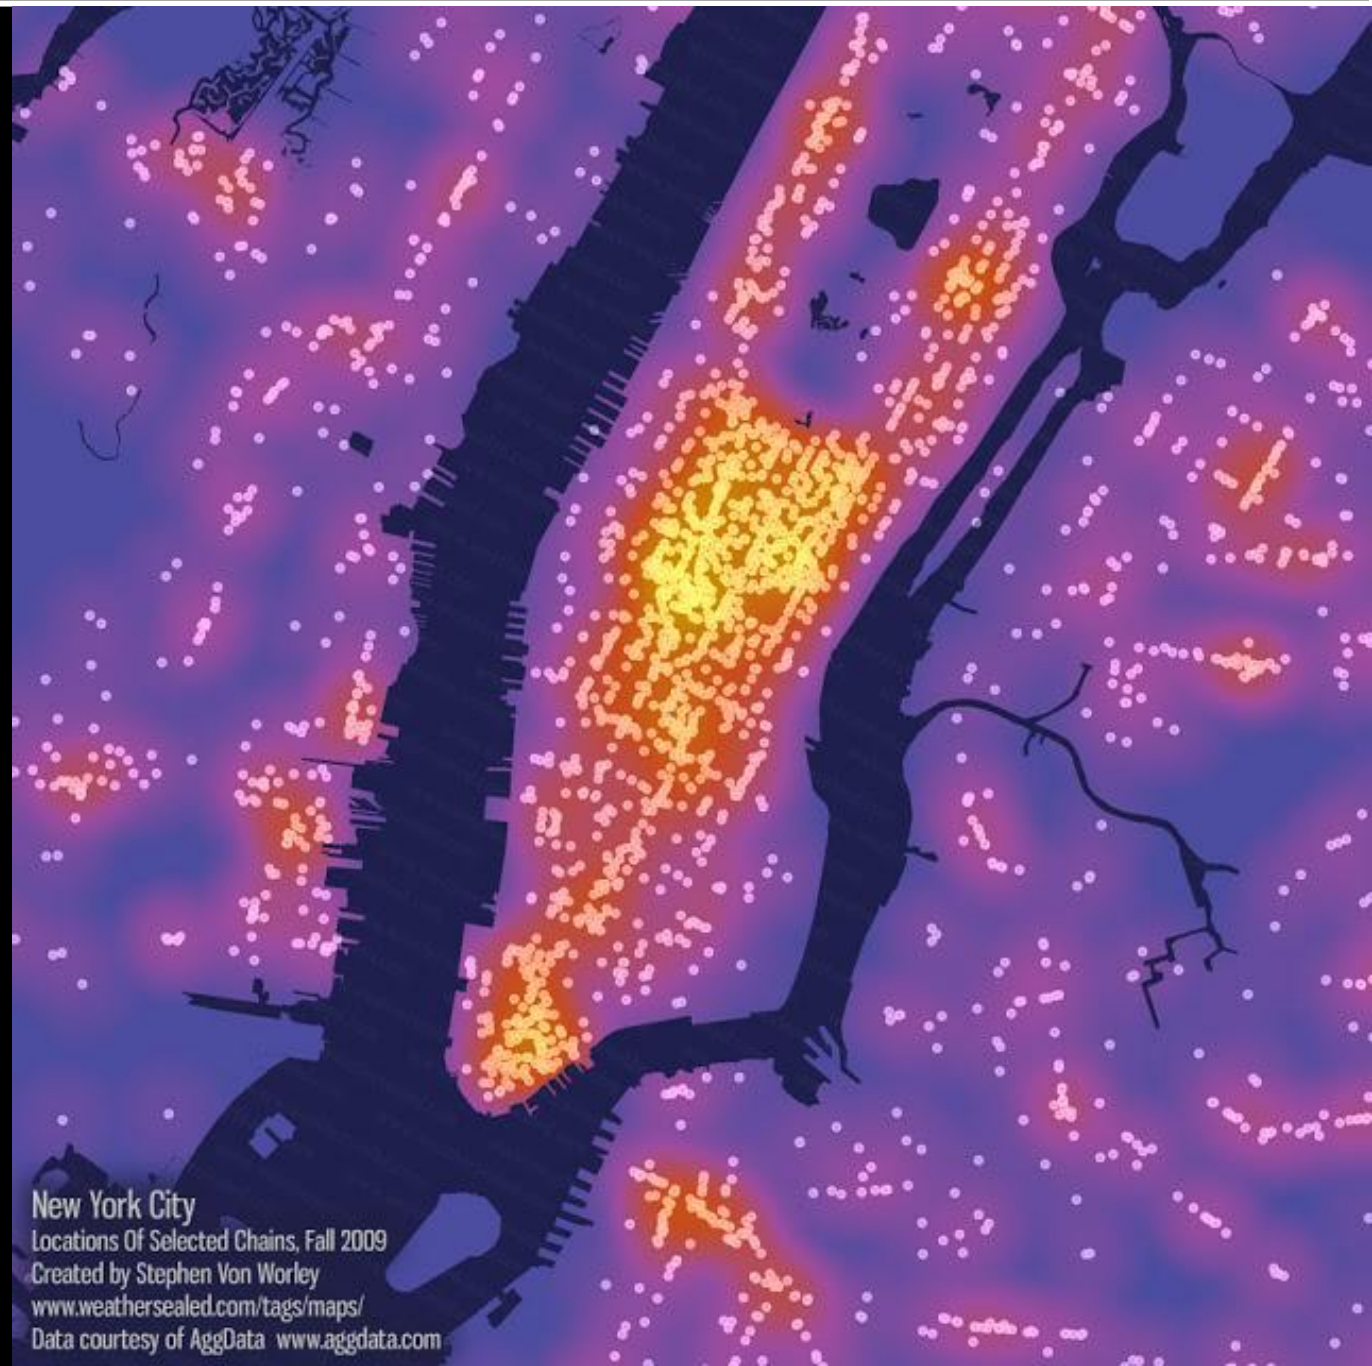 New York City
Locations Of Selected Chains, Fall 2009
Created by Stephen Von Worley
www.weathersealed.com/tags/maps/
Data courtesy of AggData www.aggdata.com